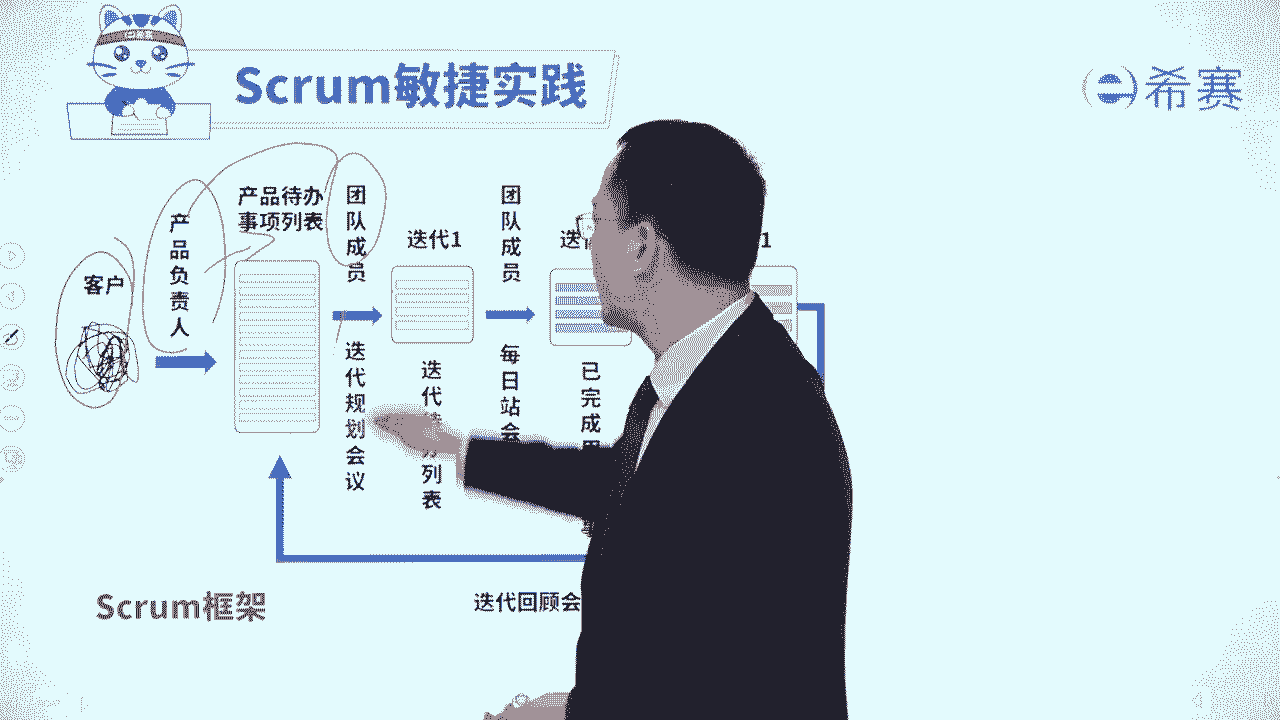 Scrum敏捷实践
希赛
客户
产品负责人
产品待办
事项列表
团队成员
迭代规划会议
迭代1
迭代
列表
团队成员
每日站会
迭
已完成
1
迭代回顾会
Scrum框架